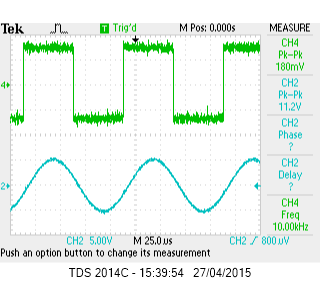 Tek T Trig'd M Pos: 0.000s MEASURE
CH4
Pk–Pk
180mV
CH2
Pk–Pk
11.2V
CH2
Phase
?
CH2
Delay
?
CH4
Freq
10.00kHz
4
2
CH2 5.00V M 25.0us CH2 800uV
Push an option button to change its measurement
TDS 2014C - 15:39:54 27/04/2015